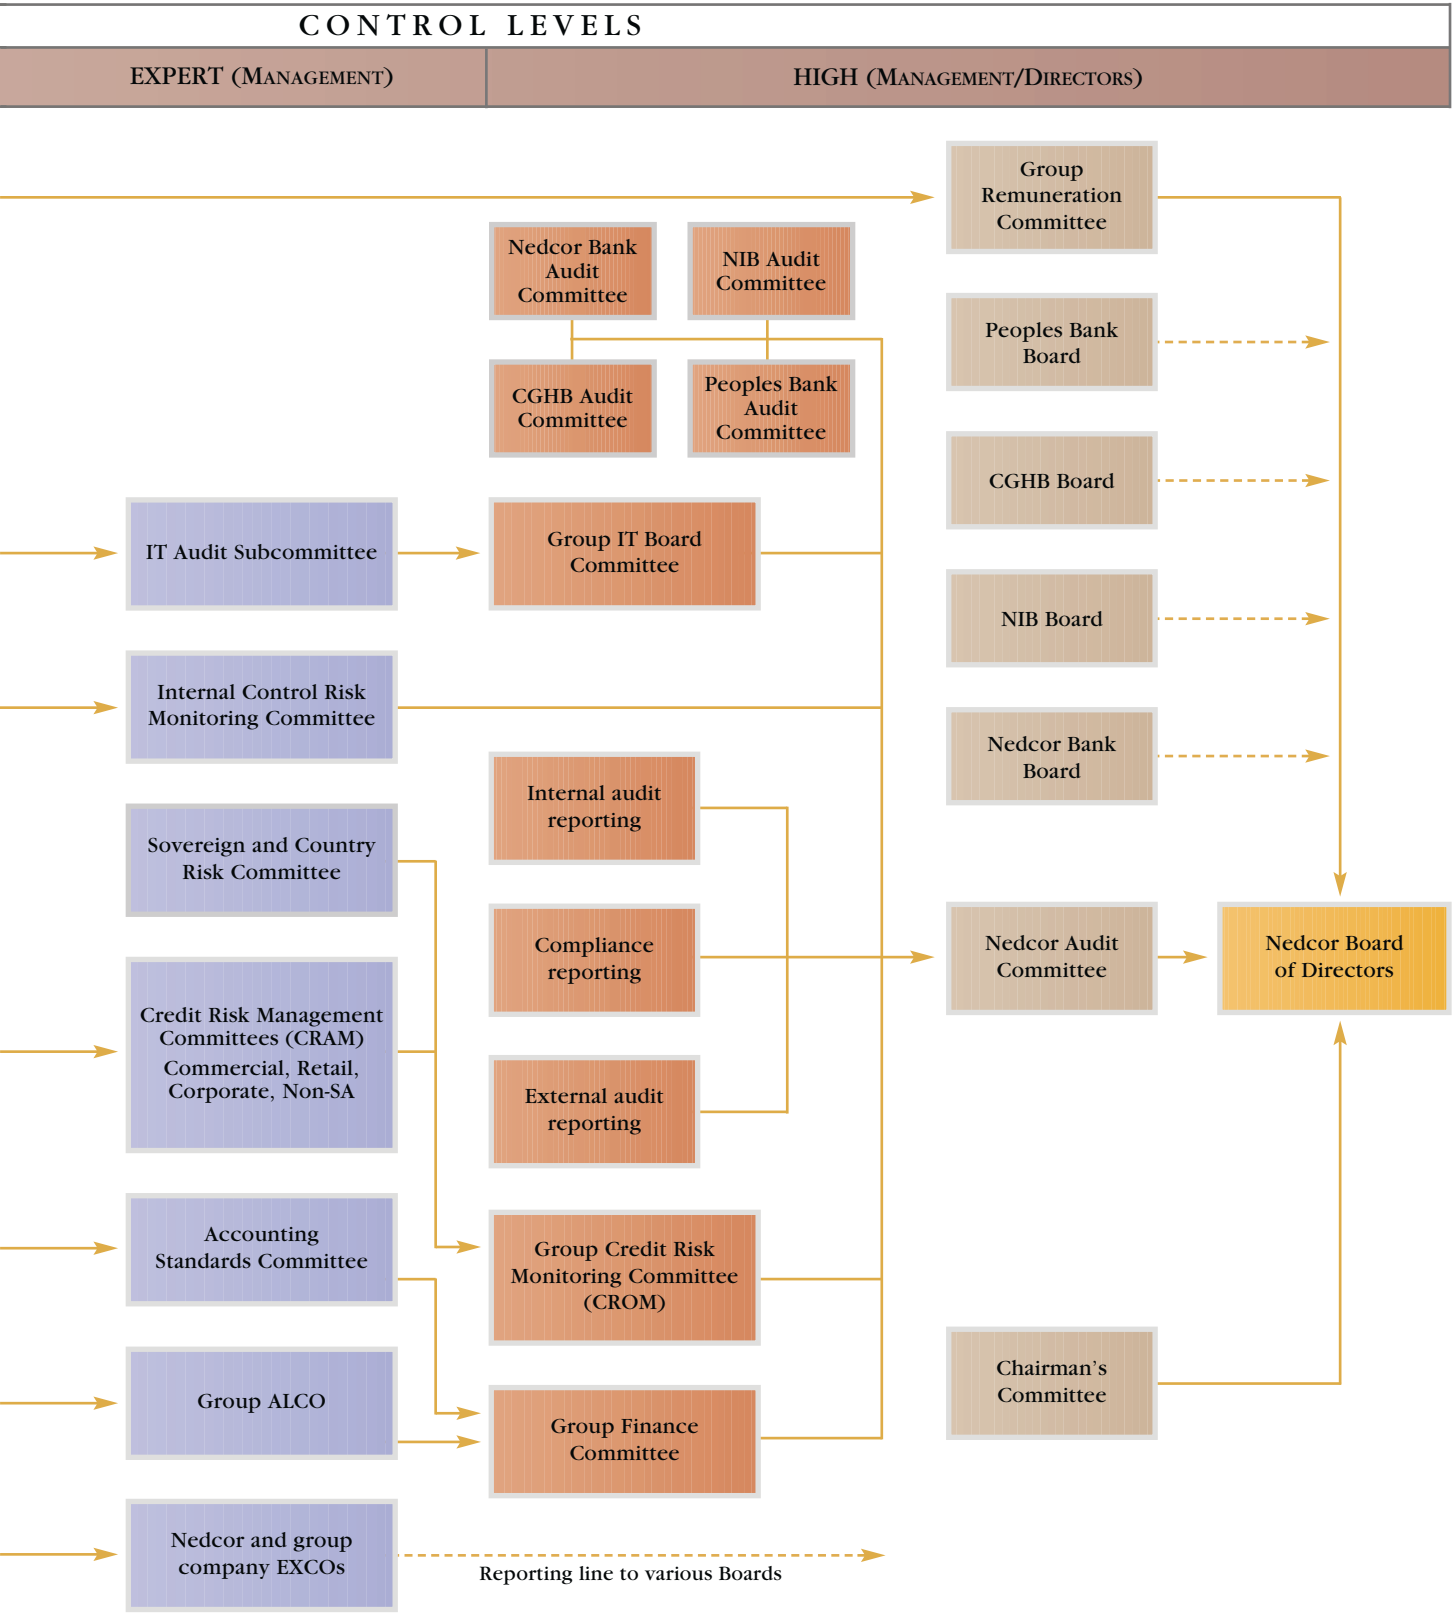 CONTROL LEVELS
EXPERT (MANAGEMENT)
HIGH (MANAGEMENT/DIRECTORS)
Group
Remuneration
Committee
Nedcor Bank
Audit
Committee
NIB Audit
Committee
Peoples Bank
Board
CGHB Audit
Committee
Peoples Bank
Audit
Committee
CGHB Board
IT Audit Subcommittee
Group IT Board
Committee
NIB Board
Internal Control Risk
Monitoring Committee
Nedcor Bank
Board
Internal audit
reporting
Sovereign and Country
Risk Committee
Compliance
reporting
Nedcor Audit
Committee
Nedcor Board
of Directors
Credit Risk Management
Committees (CRAM)
Commercial, Retail,
Corporate, Non-SA
External audit
reporting
Accounting
Standards Committee
Group Credit Risk
Monitoring Committee
(CROM)
Chairman's
Committee
Group ALCO
Group Finance
Committee
Nedcor and group
company EXCOs
Reporting line to various Boards